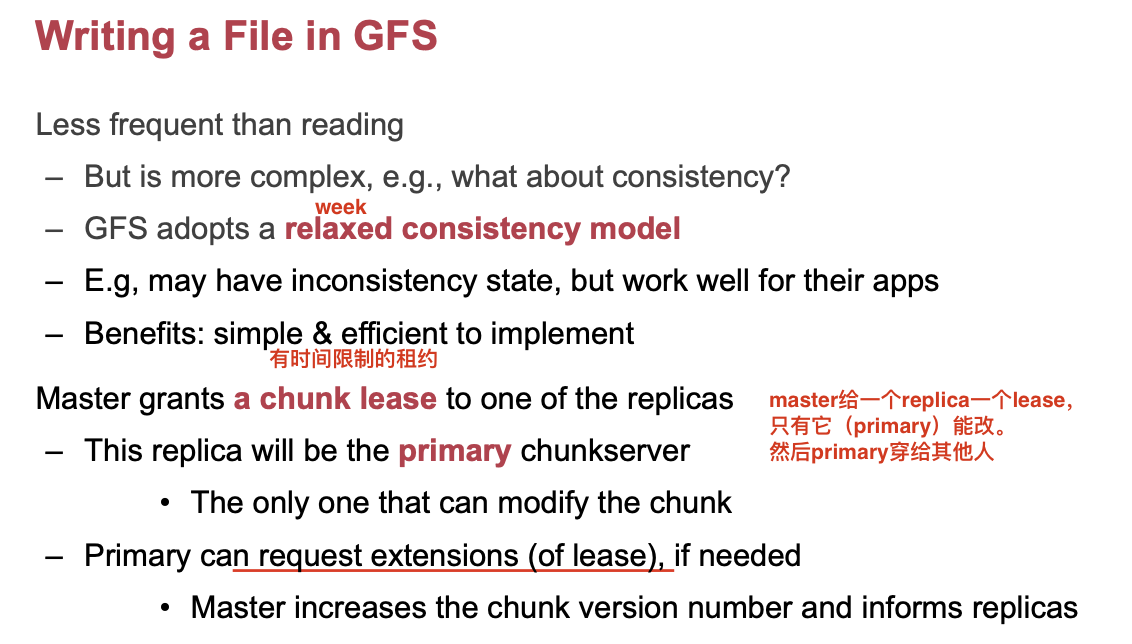 Writing a File in GFS
Less frequent than reading
– But is more complex, e.g., what about consistency?
week
– GFS adopts a relaxed consistency model
– E.g, may have inconsistency state, but work well for their apps
– Benefits: simple & efficient to implement
有时间限制的租约
Master grants a chunk lease to one of the replicas
master给一个replica一个lease，
只有它（primary）能改。
然后primary穿给其他人
– This replica will be the primary chunkserver
• The only one that can modify the chunk
– Primary can request extensions (of lease), if needed
• Master increases the chunk version number and informs replicas